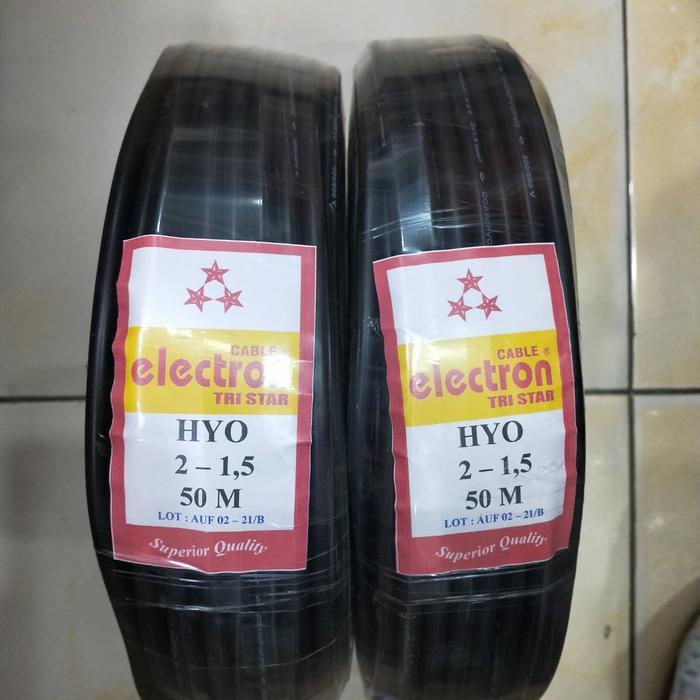 CABLE ®
electron
TRI STAR
HYO
2 – 1,5
50 M
LOT : AUF 02 – 21/B
Superior Quality
CABLE ®
electron
TRI STAR
HYO
2 – 1,5
50 M
LOT : AUF 02 – 21/B
Superior Quality